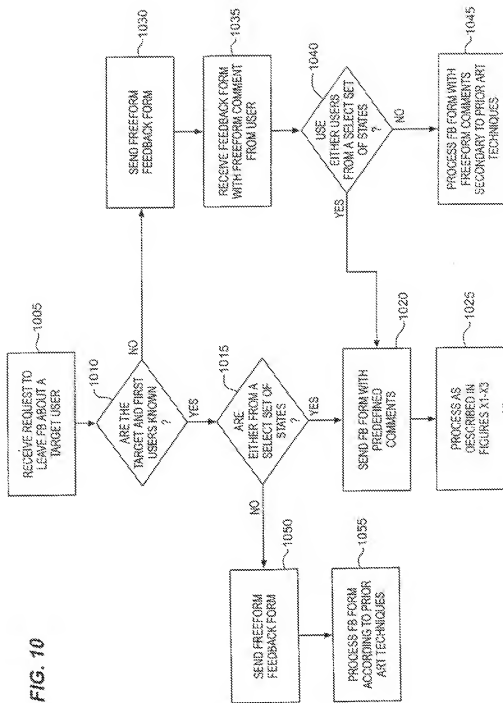 FIG. 10
1005
RECEIVE REQUEST TO
LEAVE FB ABOUT A
TARGET USER
1010
ARE THE
TARGET AND FIRST
USERS KNOWN
?
NO
YES
1015
ARE
EITHER FROM A
SELECT SET OF
STATES
?
NO
YES
1020
SEND FB FORM WITH
PREDEFINED
COMMENTS
1025
PROCESS AS
DESCRIBED IN
FIGURES X1-X3
1030
SEND FREEFORM
FEEDBACK FORM
1035
RECEIVE FEEDBACK FORM
WITH FREEFORM COMMENT
FROM USER
1040
USE
EITHER USERS
FROM A SELECT SET
OF STATES
?
YES
NO
1045
PROCESS FB FORM WITH
FREEFORM COMMENTS
SECONDARY TO PRIOR ART
TECHNIQUES
1050
SEND FREEFORM
FEEDBACK FORM
1055
PROCESS FB FORM
ACCORDING TO PRIOR
ART TECHNIQUES